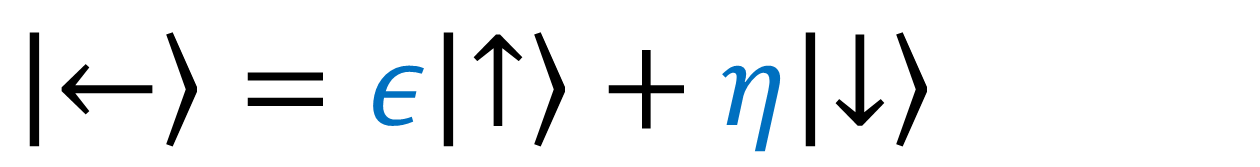 |←⟩ = ϵ|↑⟩ + η|↓⟩